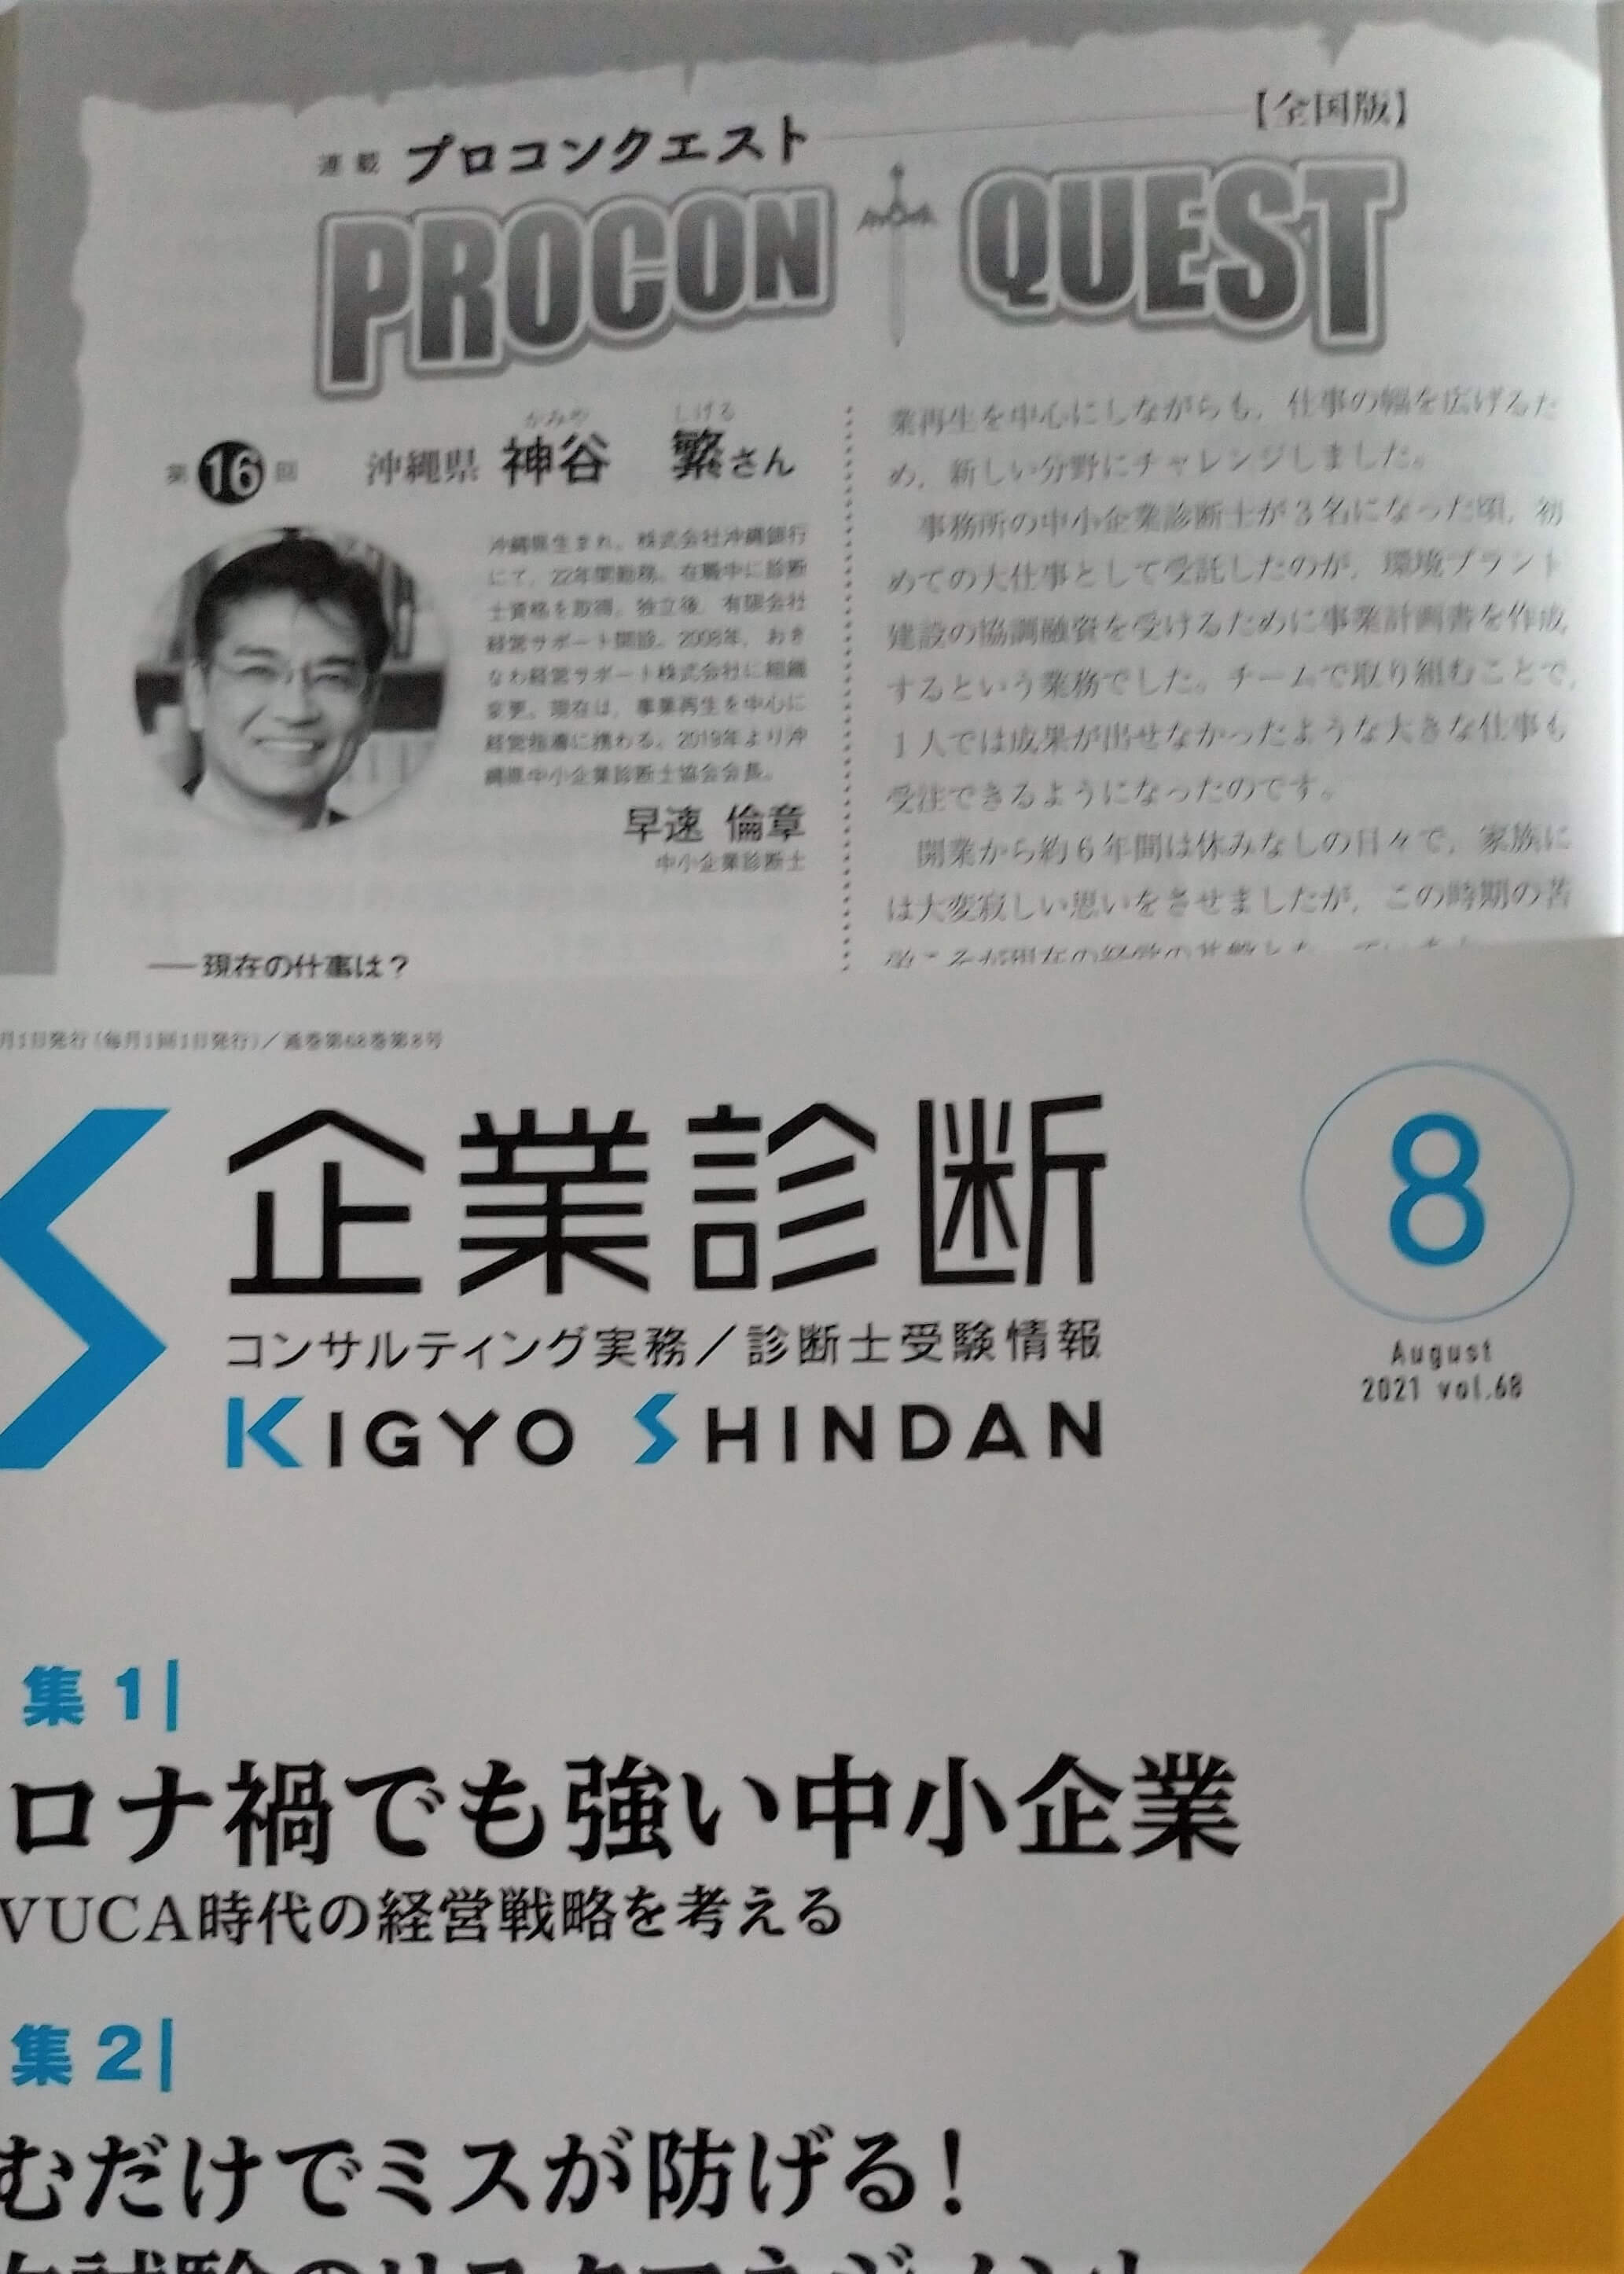 連載 プロコンクエスト
【全国版】
PROCON QUEST
かみや しげる
第16回 沖縄県 神谷 繁さん
沖縄県生まれ。株式会社沖縄銀行
にて、22年間勤務。在職中に診断
士資格を取得。独立後、有限会社
経営サポート開設。2008年、おき
なわ経営サポート株式会社に組織
変更。現在は、事業再生を中心に
経営指導に携わる。2019年より沖
縄県中小企業診断士協会会長。
早速 倫章
中小企業診断士
――現在の仕事は？
業再生を中心にしながらも，仕事の幅を広げるた
め，新しい分野にチャレンジしました。
事務所の中小企業診断士が3名になった頃，初
めての大仕事として受託したのが，環境プラント
建設の協調融資を受けるために事業計画書を作成
するという業務でした。チームで取り組むことで，
1人では成果が出せなかったような大きな仕事も
受注できるようになったのです。
開業から約6年間は休みなしの日々で，家族に
は大変寂しい思いをさせましたが，この時期の苦
月1日発行（毎月1回1日発行）／通巻第68巻第8号
企業診断
コンサルティング実務／診断士受験情報
KIGYO SHINDAN
8
August
2021 vol.68
集1|
ロナ禍でも強い中小企業
VUCA時代の経営戦略を考える
集2|
むだけでミスが防げる！